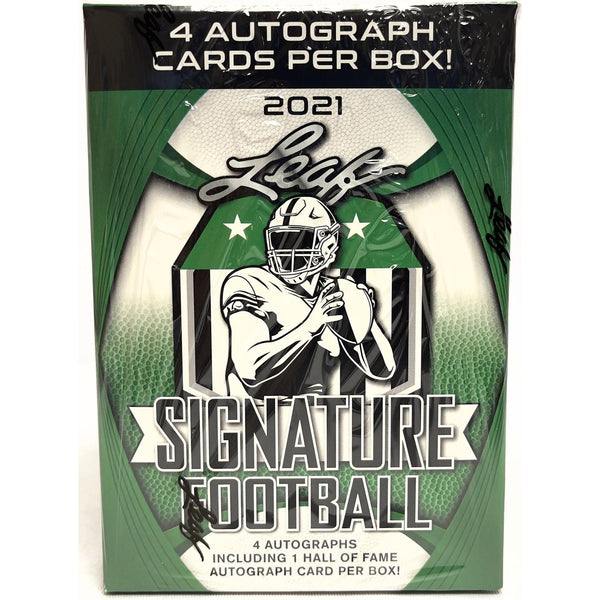 4 AUTOGRAPH
CARDS PER BOX!
2021
Leaf
SIGNATURE
FOOTBALL
4 AUTOGRAPHS
INCLUDING 1 HALL OF FAME
AUTOGRAPH CARD PER BOX!